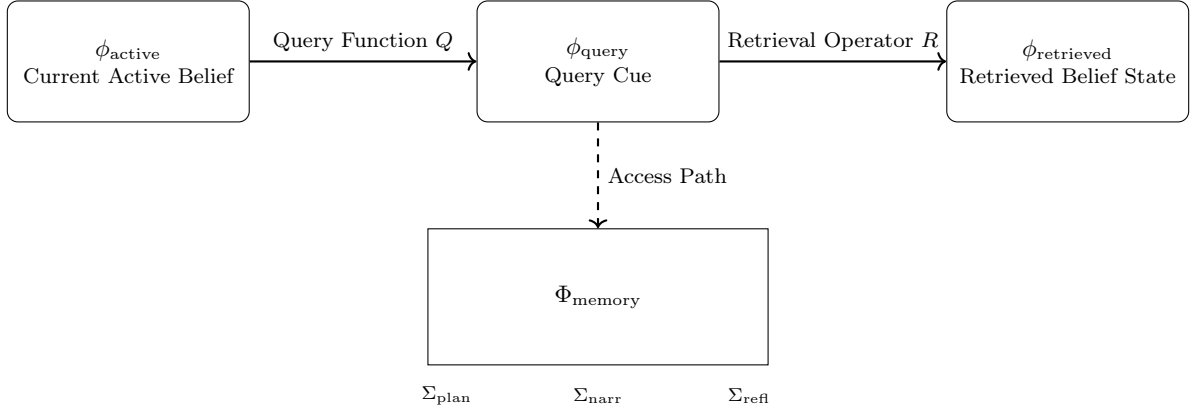 ϕ_active
Current Active Belief
Query Function Q
ϕ_query
Query Cue
Retrieval Operator R
ϕ_retrieved
Retrieved Belief State
Access Path
Φ_memory
Σ_plan
Σ_narr
Σ_refl